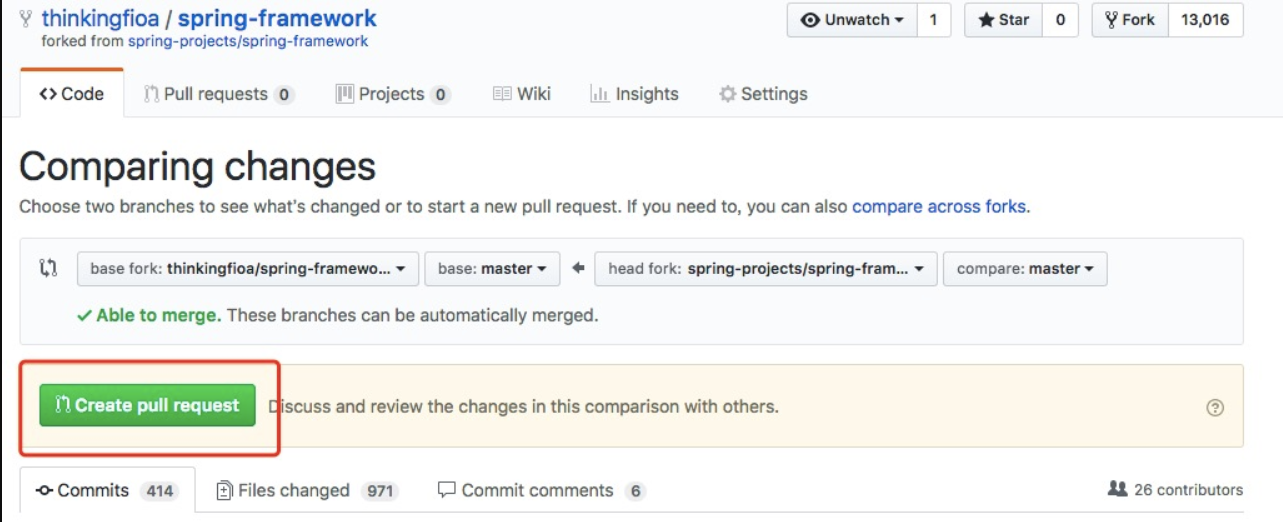 thinkingfioa / spring-framework
Unwatch 1 Star 0 Fork 13,016
forked from spring-projects/spring-framework
Code Pull requests 0 Projects 0 Wiki Insights Settings
Comparing changes
Choose two branches to see what's changed or to start a new pull request. If you need to, you can also compare across forks.
base fork: thinkingfioa/spring-framewo... base: master head fork: spring-projects/spring-fram... compare: master
Able to merge. These branches can be automatically merged.
Create pull request Discuss and review the changes in this comparison with others. ?
Commits 414 Files changed 971 Commit comments 6 26 contributors